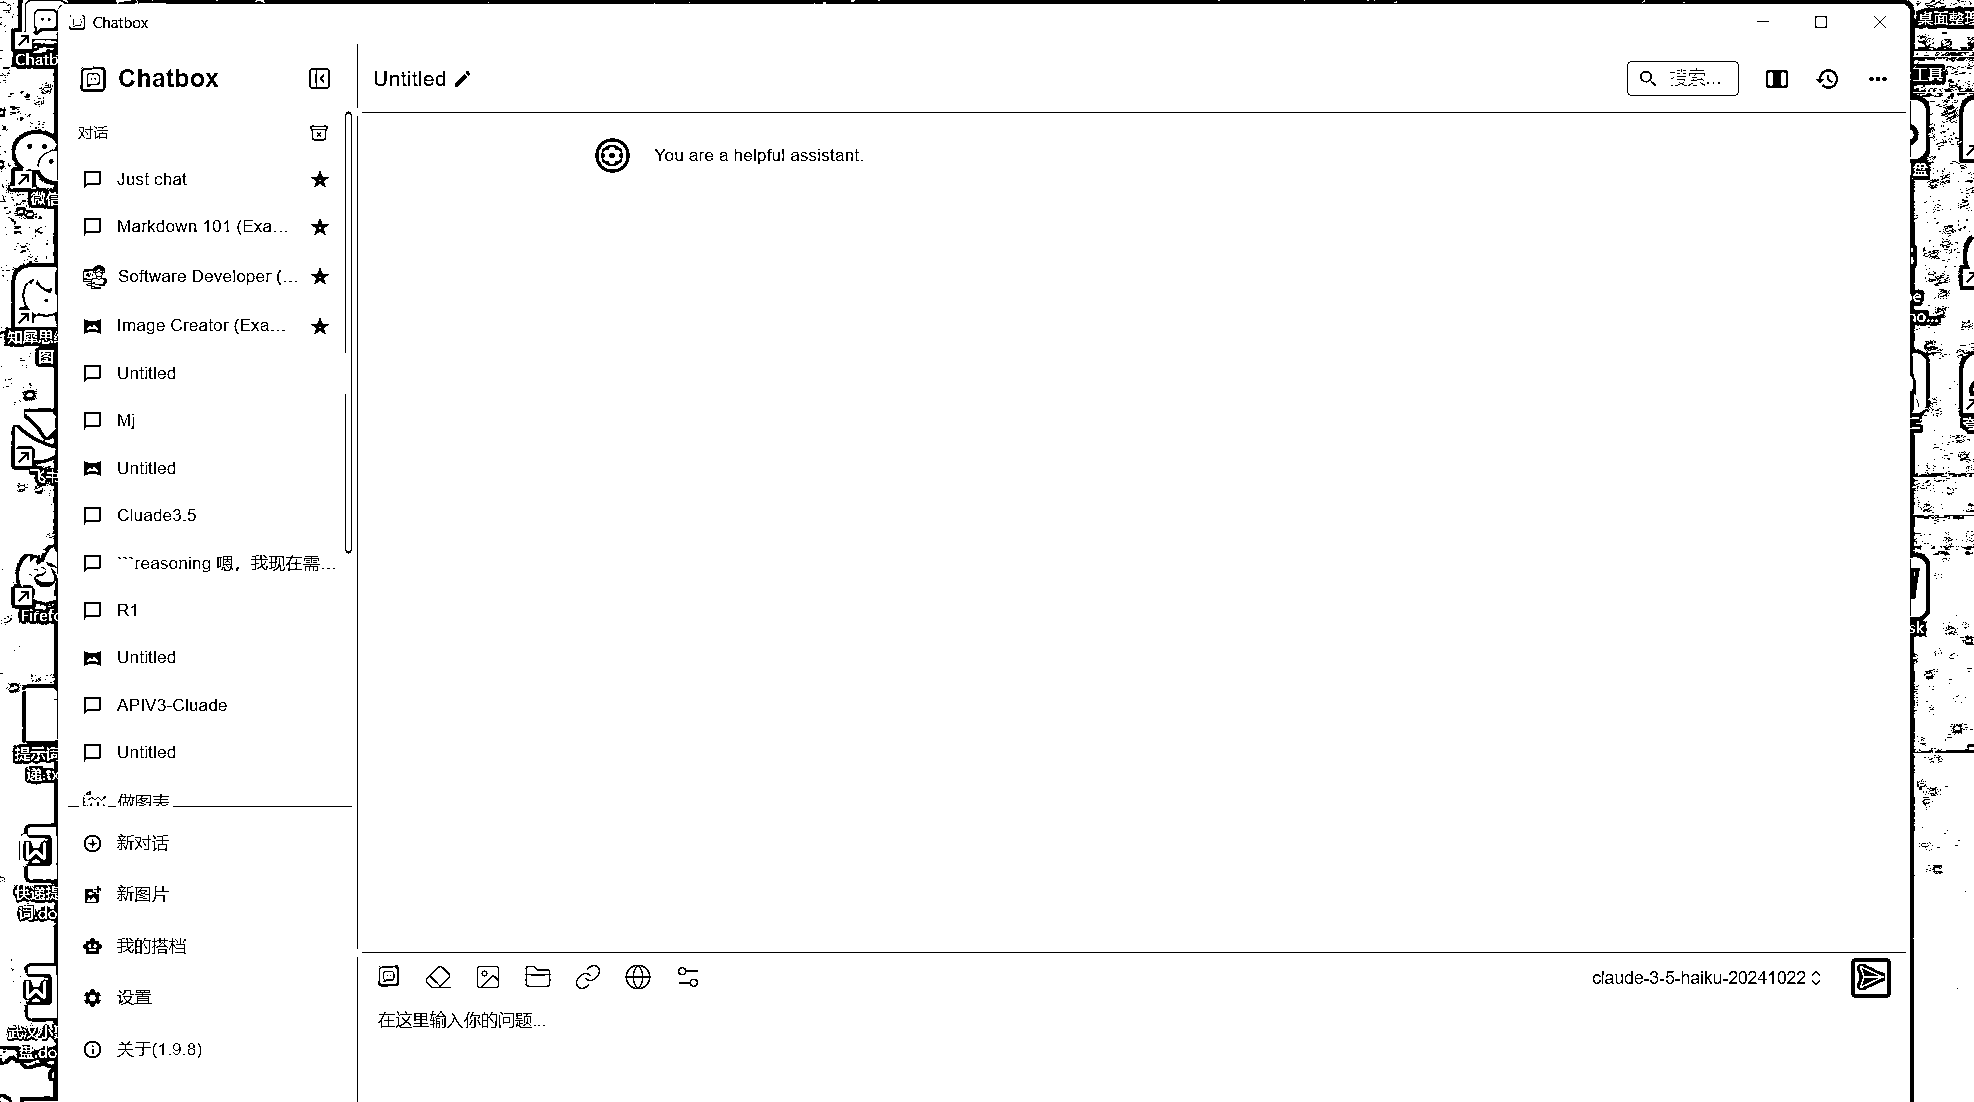 Chatbox
Chatbox
对话
Just chat
Markdown 101 (Exa...
Software Developer (...
Image Creator (Exa...
Untitled
Mj
Untitled
Cluade3.5
```reasoning 嗯，我现在需...
R1
Untitled
APIV3-Cluade
Untitled
做图表
新对话
新图片
我的搭档
设置
关于(1.9.8)
Untitled
搜索...
You are a helpful assistant.
claude-3-5-haiku-20241022
在这里输入你的问题...
Chatb
微信
知犀思维
图
Firefo
提示词
递.tx
快速提
词.do
武汉小
桌面整理
工具
盘
sk